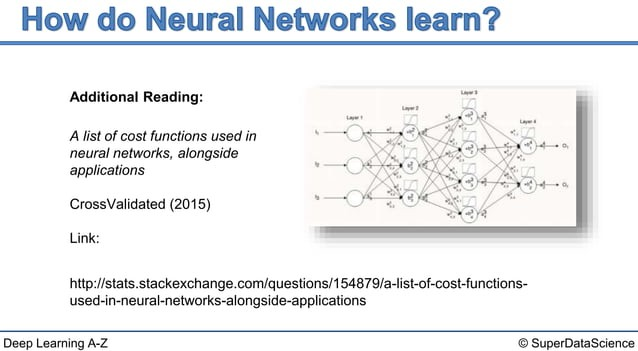 How do Neural Networks learn?
Additional Reading:
A list of cost functions used in
neural networks, alongside
applications
CrossValidated (2015)
Link:
http://stats.stackexchange.com/questions/154879/a-list-of-cost-functions-
used-in-neural-networks-alongside-applications
Layer 1
Layer 2
Layer 3
Layer 4
Deep Learning A-Z
© SuperDataScience